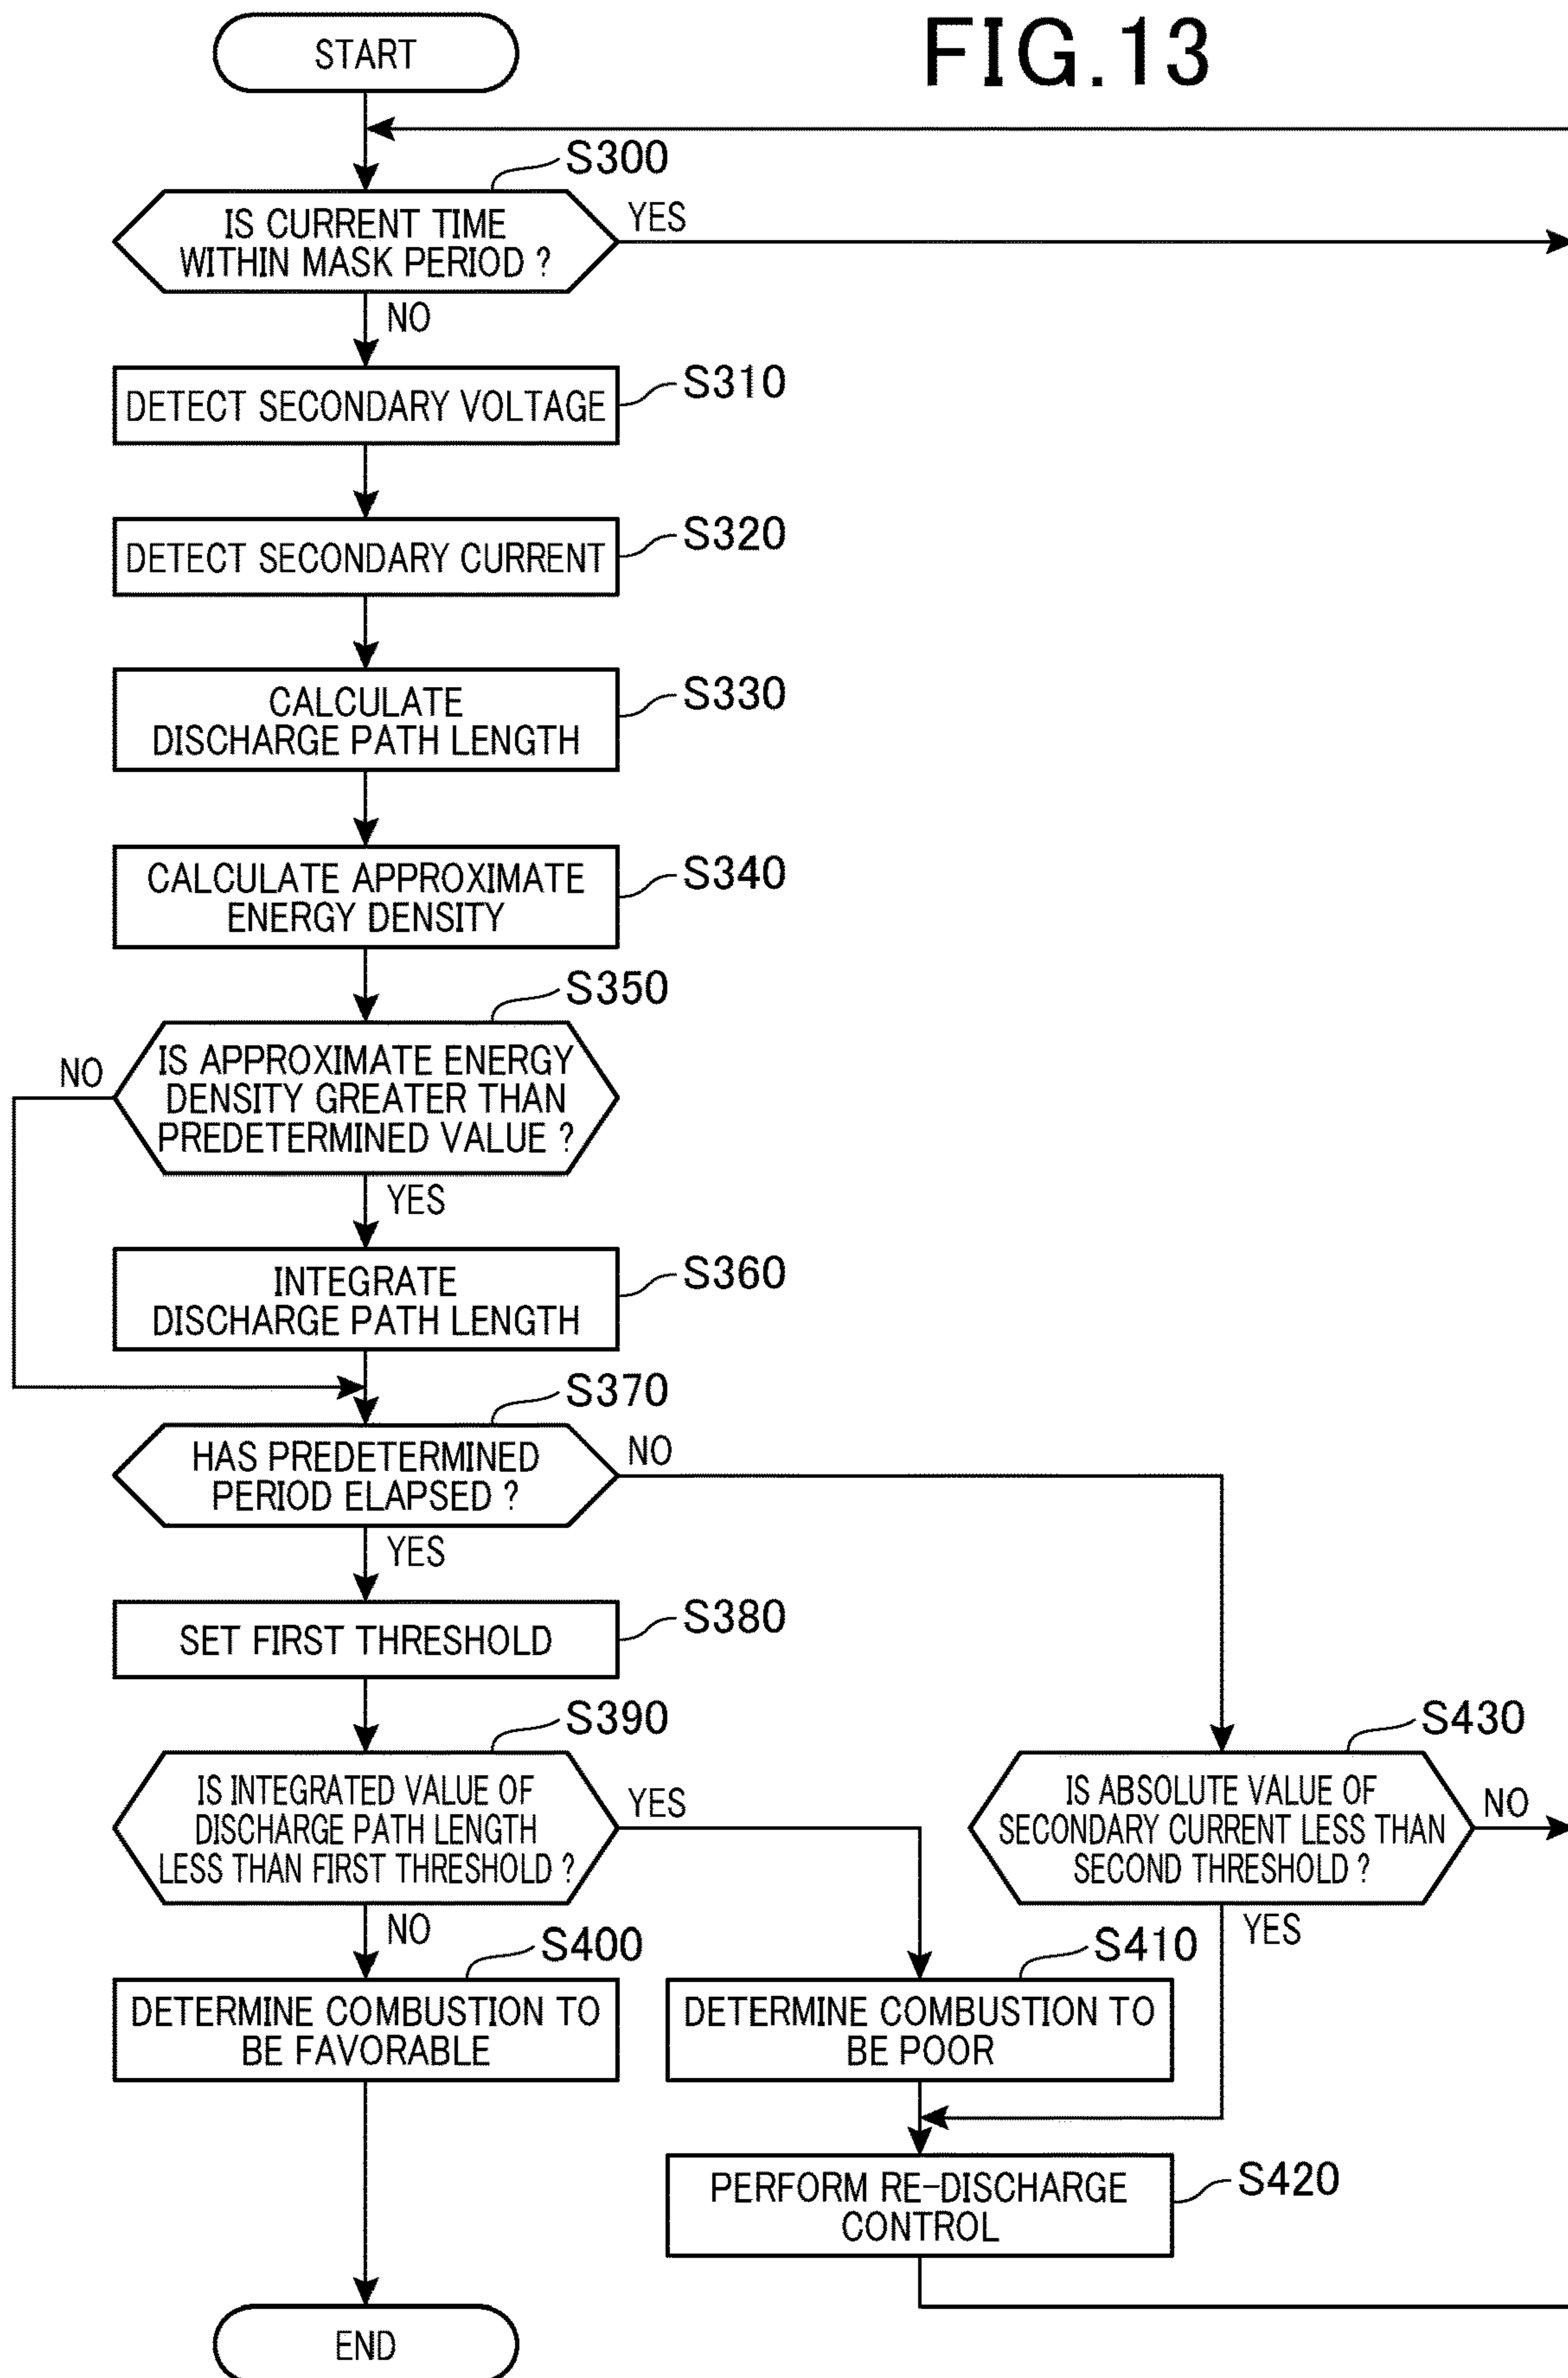 FIG.13
START
S300
IS CURRENT TIME
WITHIN MASK PERIOD ?
YES
NO
S310
DETECT SECONDARY VOLTAGE
S320
DETECT SECONDARY CURRENT
S330
CALCULATE
DISCHARGE PATH LENGTH
S340
CALCULATE APPROXIMATE
ENERGY DENSITY
S350
IS APPROXIMATE ENERGY
DENSITY GREATER THAN
PREDETERMINED VALUE ?
NO
YES
S360
INTEGRATE
DISCHARGE PATH LENGTH
S370
HAS PREDETERMINED
PERIOD ELAPSED ?
NO
YES
S380
SET FIRST THRESHOLD
S390
IS INTEGRATED VALUE OF
DISCHARGE PATH LENGTH
LESS THAN FIRST THRESHOLD ?
YES
NO
S430
IS ABSOLUTE VALUE OF
SECONDARY CURRENT LESS THAN
SECOND THRESHOLD ?
NO
YES
S400
DETERMINE COMBUSTION TO
BE FAVORABLE
S410
DETERMINE COMBUSTION TO
BE POOR
S420
PERFORM RE-DISCHARGE
CONTROL
END